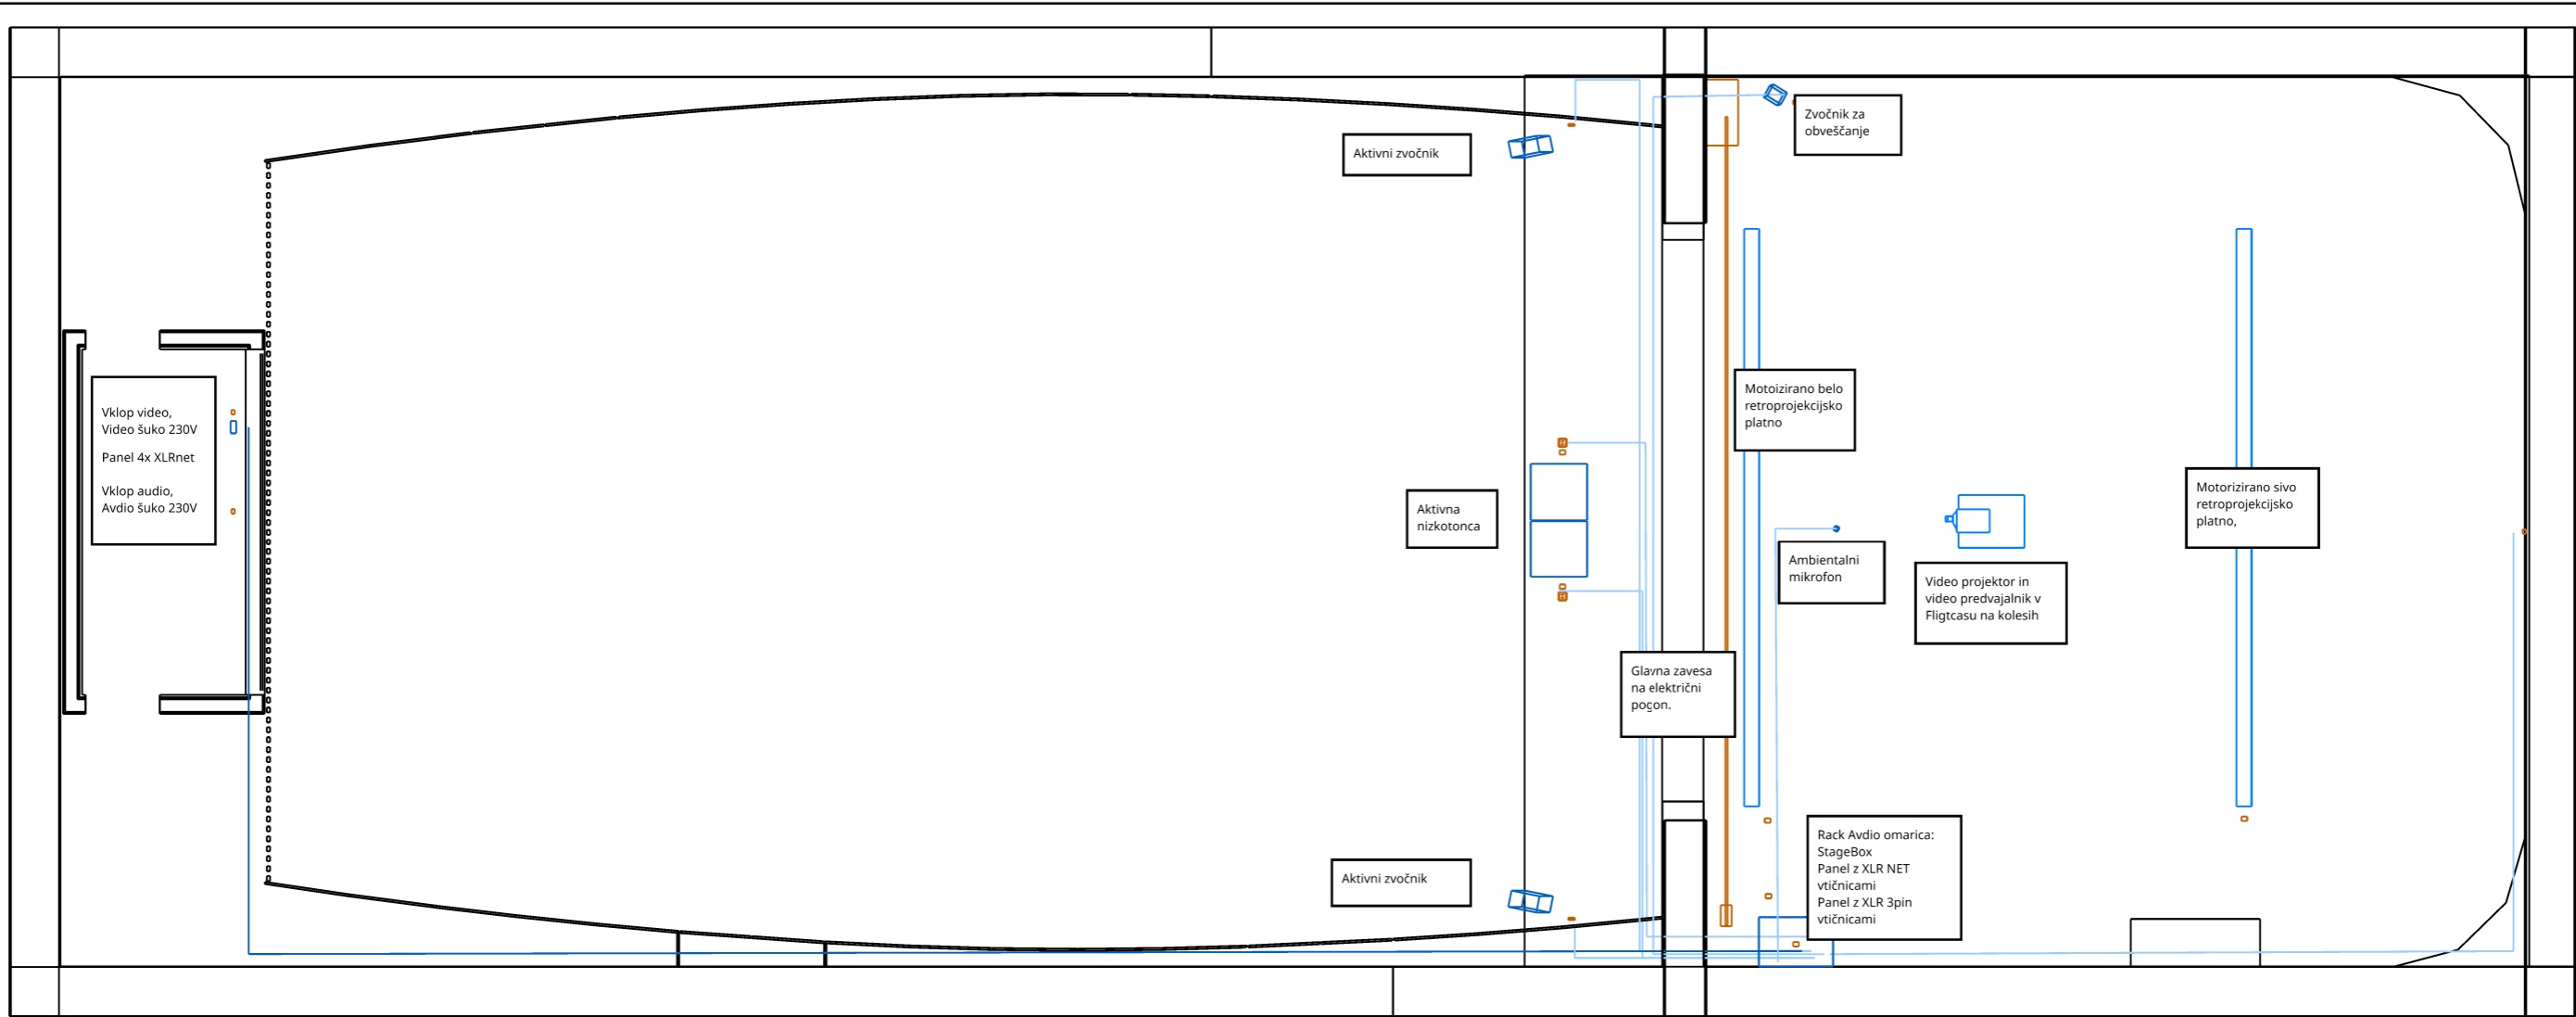 Zvočnik za
obveščanje
Aktivni zvočnik
Motoizirano belo
retroprojekcijsko
platno
Vklop video,
Video šuko 230V
Panel 4x XLRnet
Vklop audio,
Avdio šuko 230V
Aktivna
nizkotonca
Motorizirano sivo
retroprojekcijsko
platno,
Ambientalni
mikrofon
Video projektor in
video predvajalnik v
Fligtcasu na kolesih
Glavna zavesa
na električni
pogon.
Rack Avdio omarica:
StageBox
Panel z XLR NET
vtičnicami
Panel z XLR 3pin
vtičnicami
Aktivni zvočnik